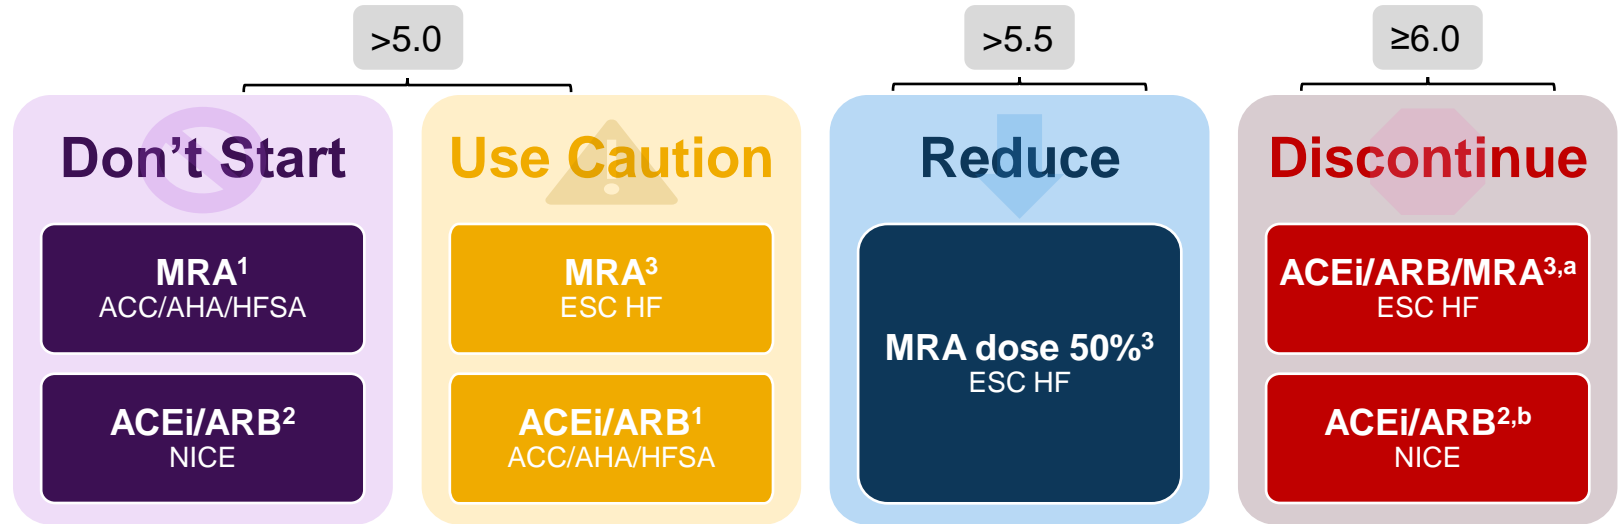 >5.0
>5.5
≥6.0
Don’t Start
MRA¹
ACC/AHA/HFSA
ACEi/ARB²
NICE
Use Caution
MRA³
ESC HF
ACEi/ARB¹
ACC/AHA/HFSA
Reduce
MRA dose 50%³
ESC HF
Discontinue
ACEi/ARB/MRA³,ᵃ
ESC HF
ACEi/ARB²,ᵇ
NICE